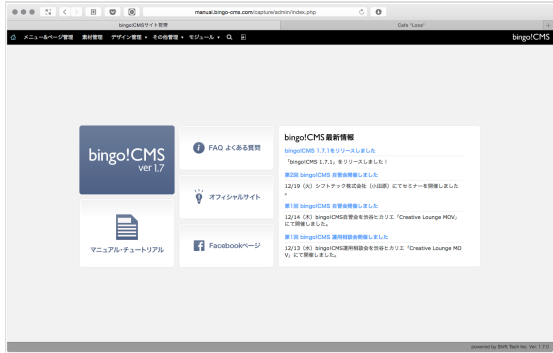 manual.bingo-cms.com/capture/admin/index.php
bingo!CMSサイト管理
Cafe "Loss"
メニュー&ページ管理 素材管理 デザイン管理 その他管理 モジュール
bingo!CMS
bingo!CMS
ver 1.7
FAQ よくある質問
オフィシャルサイト
マニュアル・チュートリアル
Facebookページ
bingo!CMS 最新情報
bingo!CMS 1.7.1をリリースしました
「bingo!CMS 1.7.1」をリリースしました!
第2回 bingo!CMS 自習会開催しました
12/19(火)シフトテック株式会社(小田原)にてセミナーを開催しました
。
第1回 bingo!CMS 自習会開催しました
12/14(木)bingo!CMS自習会を渋谷ヒカリエ「Creative Lounge MOV」
にて開催しました。
第1回 bingo!CMS 運用相談会開催しました
12/13(水)bingo!CMS運用相談会を渋谷ヒカリエ「Creative Lounge MO
V」にて開催しました。
powered by Shift Tech Inc. Ver. 1.7.0